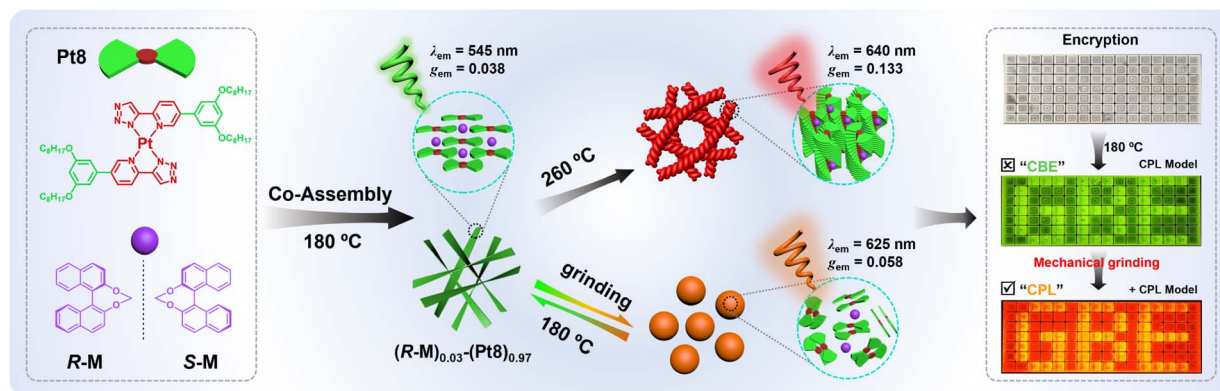 Pt8
OC₈H₁₇
N
N=N
N
OC₈H₁₇
Pt
C₈H₁₇O
N
N
N=N
C₈H₁₇O
O
O
O
O
R-M
S-M
Co-Assembly
180 ºC
λem = 545 nm
gem = 0.038
(R-M)0.03-(Pt8)0.97
260 ºC
λem = 640 nm
gem = 0.133
grinding
180 ºC
λem = 625 nm
gem = 0.058
Encryption
180 ºC
"CBE"
CPL Model
Mechanical grinding
"CPL"
+ CPL Model